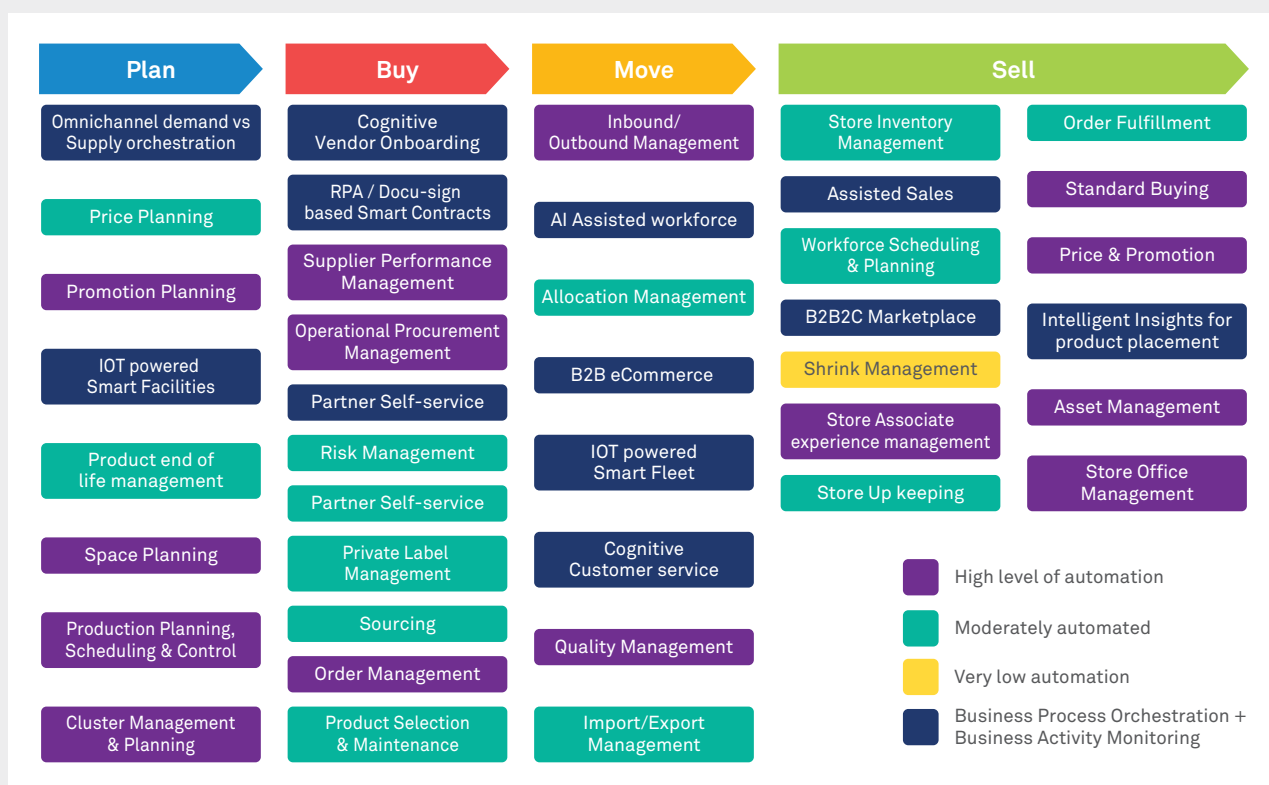 Plan
Omnichannel demand vs
Supply orchestration
Price Planning
Promotion Planning
IOT powered
Smart Facilities
Product end of
life management
Space Planning
Production Planning,
Scheduling & Control
Cluster Management
& Planning
Buy
Cognitive
Vendor Onboarding
RPA / Docu-sign
based Smart Contracts
Supplier Performance
Management
Operational Procurement
Management
Partner Self-service
Risk Management
Partner Self-service
Private Label
Management
Sourcing
Order Management
Product Selection
& Maintenance
Move
Inbound/
Outbound Management
AI Assisted workforce
Allocation Management
B2B eCommerce
IOT powered
Smart Fleet
Cognitive
Customer service
Quality Management
Import/Export
Management
Sell
Store Inventory
Management
Assisted Sales
Workforce Scheduling
& Planning
B2B2C Marketplace
Shrink Management
Store Associate
experience management
Store Up keeping
Order Fulfillment
Standard Buying
Price & Promotion
Intelligent Insights for
product placement
Asset Management
Store Office
Management
High level of automation
Moderately automated
Very low automation
Business Process Orchestration +
Business Activity Monitoring